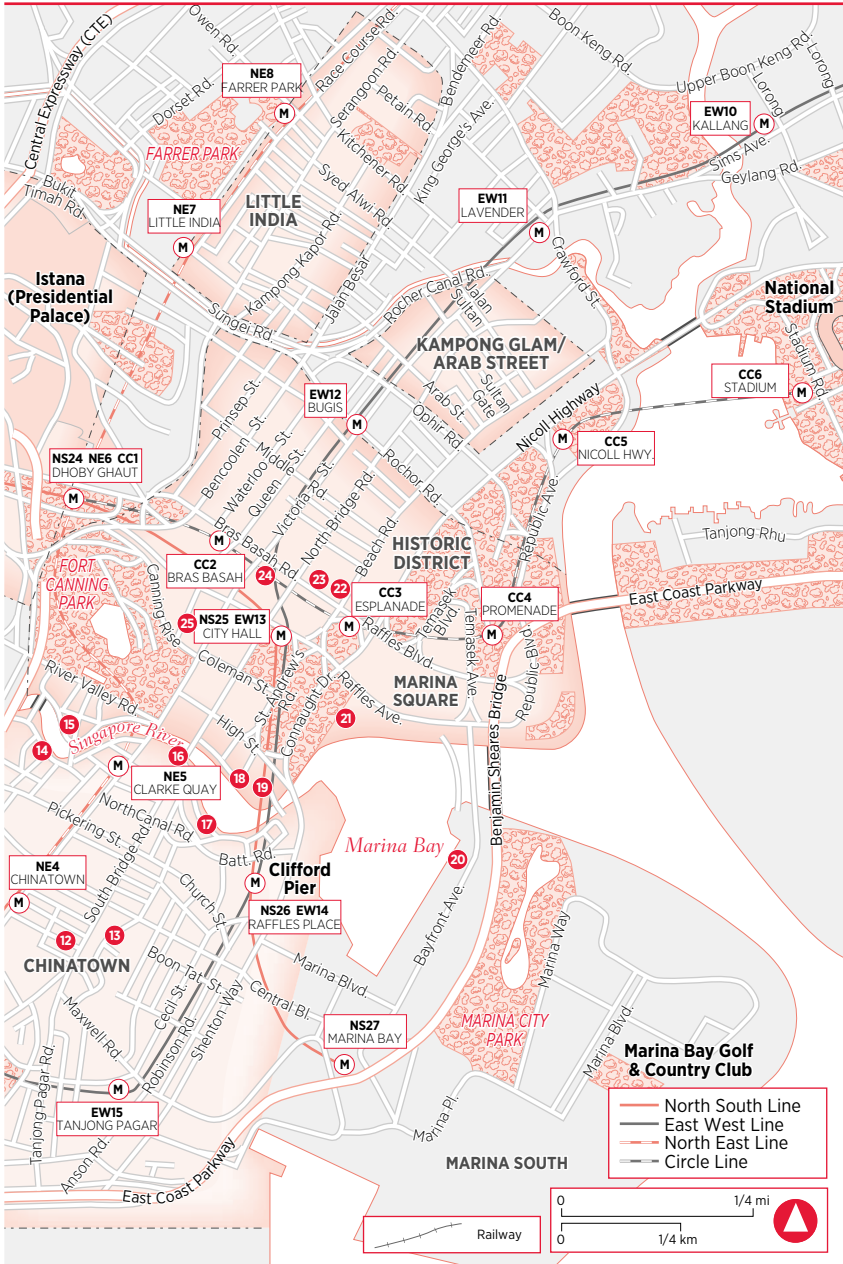 Central Expressway (CTE)
Owen Rd.
Race Course Rd.
Bendemeer Rd.
Boon Keng Rd.
Upper Boon Keng Rd.
Lorong
Lorong
NE8
FARRER PARK
M
Serangoon Rd.
Petain Rd.
Dorset Rd.
EW10
KALLANG
M
FARRER PARK
Kitchener Rd.
King George's Ave.
Sims Ave.
Geylang Rd.
Bukit
Timah Rd.
Syed Alwi Rd.
NE7
LITTLE INDIA
M
LITTLE
INDIA
EW11
LAVENDER
M
Crawford St.
Kampong Kapor Rd.
Jalan Besar
Istana
(Presidential
Palace)
Rocher Canal Rd.
Jalan
Sultan
National
Stadium
Sungei Rd.
KAMPONG GLAM/
ARAB STREET
Stadium Rd.
CC6
STADIUM
M
Prinsep St.
EW12
BUGIS
M
Arab St.
Sultan
Gate
Nicoll Highway
Ophir Rd.
CC5
NICOLL HWY.
M
NS24 NE6 CC1
DHOBY GHAUT
M
Bencoolen St.
Waterloo St.
Middle Rd.
Queen St.
Victoria St.
North Bridge Rd.
Rochor Rd.
Republic Ave.
Tanjong Rhu
Bras Basah Rd.
M
CC2
BRAS BASAH
Beach Rd.
HISTORIC
DISTRICT
FORT
CANNING
PARK
24
23
22
CC3
ESPLANADE
M
CC4
PROMENADE
M
East Coast Parkway
Canning Rise
25
NS25 EW13
CITY HALL
M
Temasek
Blvd.
Temasek Ave.
Raffles Blvd.
Republic Blvd.
Coleman St.
St. Andrew's
Rd.
Connaught Dr.
MARINA
SQUARE
River Valley Rd.
Raffles Ave.
High St.
21
15
14
Singapore River
16
M
NE5
CLARKE QUAY
18
19
Benjamin Sheares Bridge
North Canal Rd.
17
Pickering St.
Batt. Rd.
Marina Bay
20
NE4
CHINATOWN
M
South Bridge Rd.
Clifford
Pier
M
NS26 EW14
RAFFLES PLACE
Church St.
12
13
CHINATOWN
Bayfront Ave.
Marina Way
Boon Tat St.
Marina Blvd.
Cecil St.
Central Bl.
Maxwell Rd.
Robinson Rd.
Shenton Way
NS27
MARINA BAY
M
MARINA CITY
PARK
Marina Blvd.
Marina Bay Golf
& Country Club
M
EW15
TANJONG PAGAR
Tanjong Pagar Rd.
Marina Pl.
Anson Rd.
East Coast Parkway
MARINA SOUTH
North South Line
East West Line
North East Line
Circle Line
Railway
0
1/4 mi
0
1/4 km